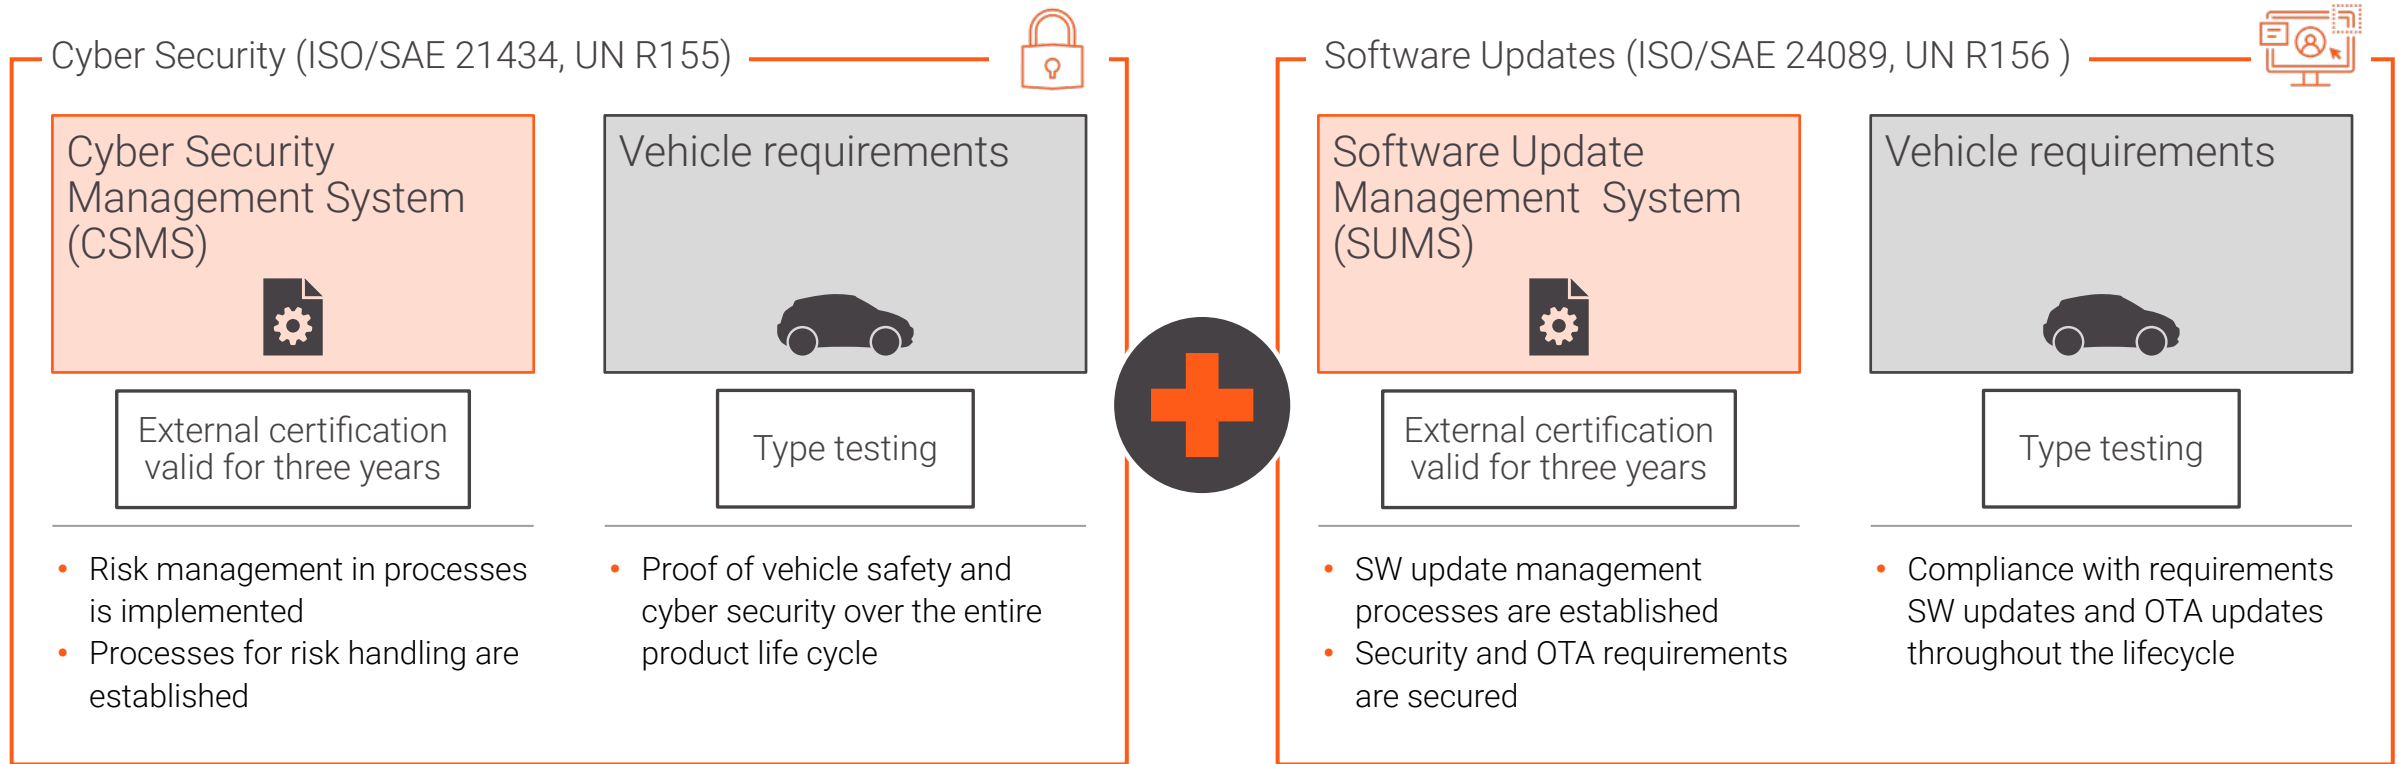 Cyber Security (ISO/SAE 21434, UN R155)
Cyber Security
Management System
(CSMS)
External certification
valid for three years
• Risk management in processes
is implemented
• Processes for risk handling are
established
Vehicle requirements
Type testing
• Proof of vehicle safety and
cyber security over the entire
product life cycle
Software Updates (ISO/SAE 24089, UN R156 )
Software Update
Management  System
(SUMS)
External certification
valid for three years
• SW update management
processes are established
• Security and OTA requirements
are secured
Vehicle requirements
Type testing
• Compliance with requirements
SW updates and OTA updates
throughout the lifecycle